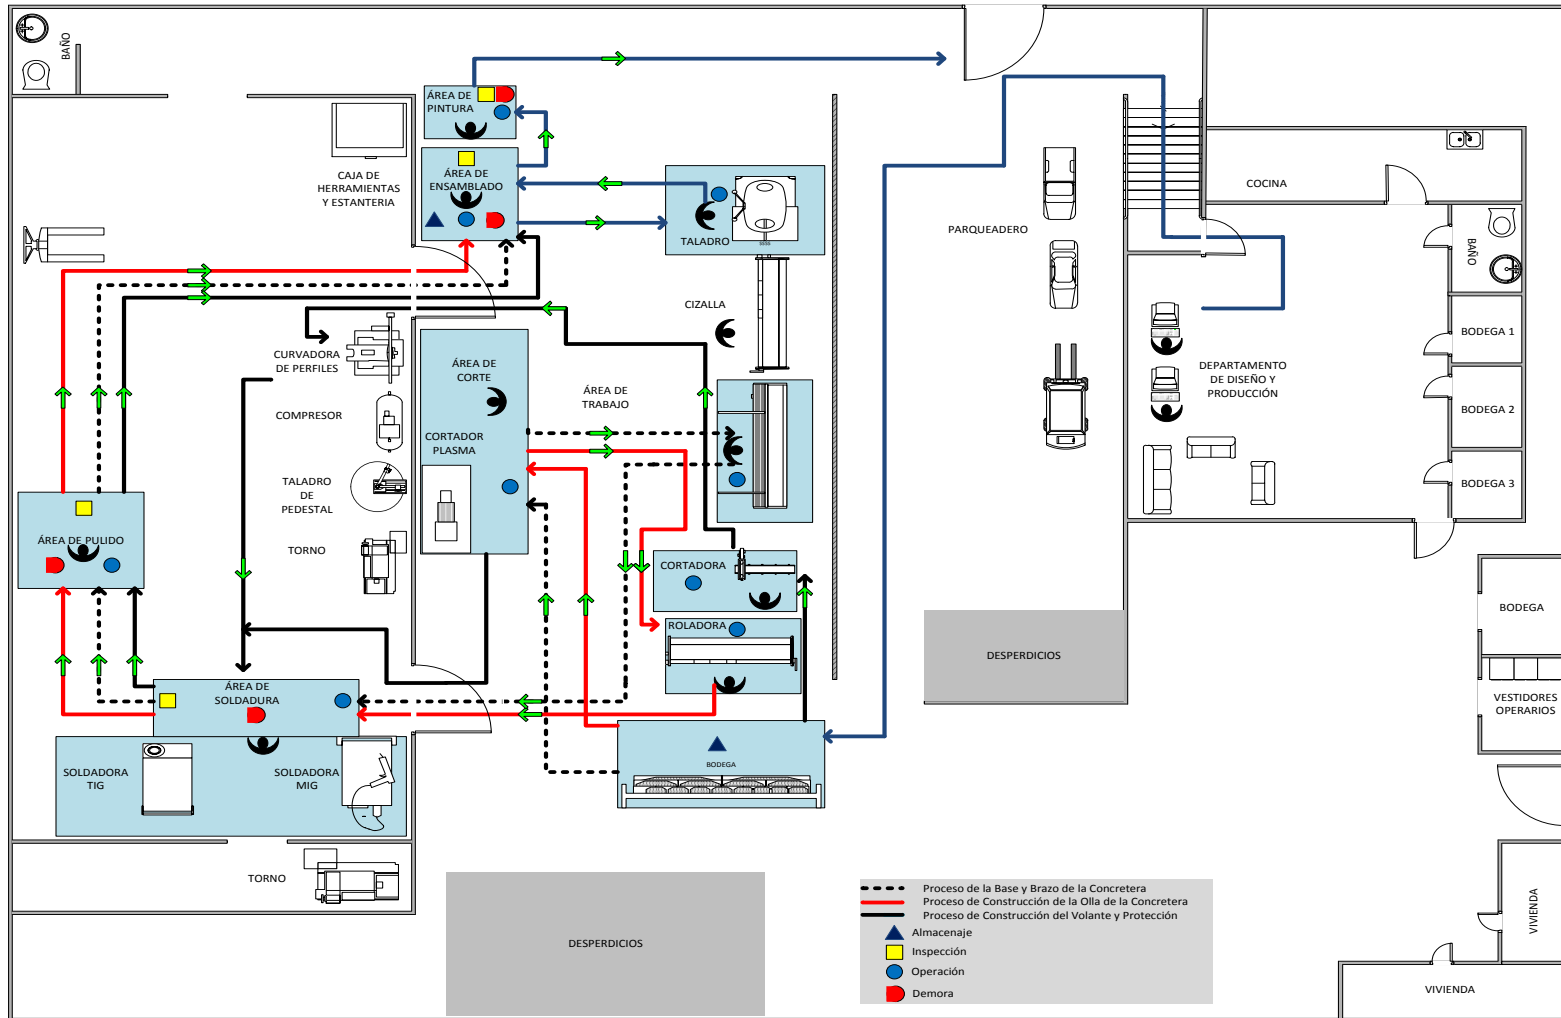 BAÑO
ÁREA DE
PINTURA
CAJA DE
HERRAMIENTAS
Y ESTANTERIA
ÁREA DE
ENSAMBLADO
TALADRO
PARQUEADERO
COCINA
BAÑO
CIZALLA
CURVADORA
DE PERFILES
ÁREA DE
CORTE
ÁREA DE
TRABAJO
COMPRESOR
CORTADOR
PLASMA
TALADRO
DE
PEDESTAL
TORNO
DEPARTAMENTO
DE DISEÑO Y
PRODUCCIÓN
BODEGA 1
BODEGA 2
BODEGA 3
ÁREA DE PULIDO
CORTADORA
ROLADORA
DESPERDICIOS
BODEGA
VESTIDORES
OPERARIOS
ÁREA DE
SOLDADURA
SOLDADORA
TIG
SOLDADORA
MIG
BODEGA
TORNO
DESPERDICIOS
Proceso de la Base y Brazo de la Concretera
Proceso de Construcción de la Olla de la Concretera
Proceso de Construcción del Volante y Protección
Almacenaje
Inspección
Operación
Demora
VIVIENDA
VIVIENDA